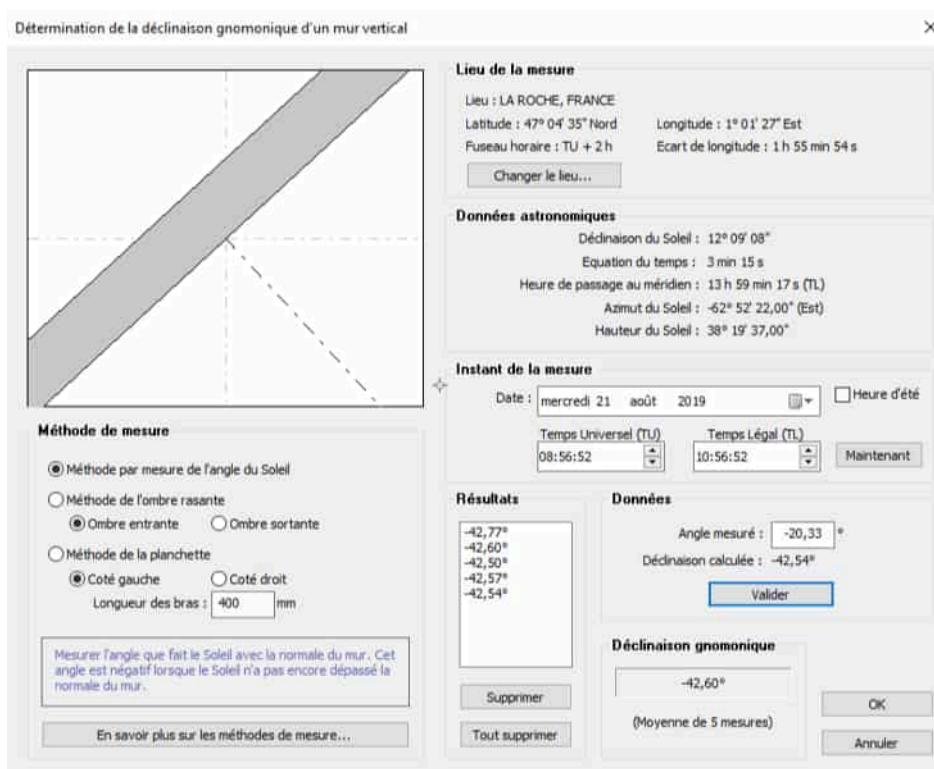 Détermination de la déclinaison gnomonique d'un mur vertical
Lieu de la mesure
Lieu : LA ROCHE, FRANCE
Latitude : 47° 04' 35" Nord Longitude : 1° 01' 27" Est
Fuseau horaire : TU + 2 h Ecart de longitude : 1 h 55 min 54 s
Changer le lieu...
Données astronomiques
Déclinaison du Soleil : 12° 09' 08"
Equation du temps : 3 min 15 s
Heure de passage au méridien : 13 h 59 min 17 s (TL)
Azimut du Soleil : -62° 52' 22,00" (Est)
Hauteur du Soleil : 38° 19' 37,00"
Instant de la mesure
Date : mercredi 21 août 2019 Heure d'été
Temps Universel (TU) Temps Légal (TL)
08:56:52 10:56:52 Maintenant
Méthode de mesure
Méthode par mesure de l'angle du Soleil
Méthode de l'ombre rasante
Ombre entrante Ombre sortante
Méthode de la planchette
Coté gauche Coté droit
Longueur des bras : 400 mm
Mesurer l'angle que fait le Soleil avec la normale du mur. Cet
angle est négatif lorsque le Soleil n'a pas encore dépassé la
normale du mur.
En savoir plus sur les méthodes de mesure...
Résultats
-42,77°
-42,60°
-42,50°
-42,57°
-42,54°
Supprimer
Tout supprimer
Données
Angle mesuré : -20,33 °
Déclinaison calculée : -42,54°
Valider
Déclinaison gnomonique
-42,60°
(Moyenne de 5 mesures)
OK
Annuler